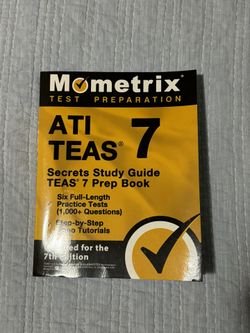 Mometrix®
TEST PREPARATION
ATI
TEAS® 7
Secrets Study Guide
TEAS® 7 Prep Book
Six Full-Length
Practice Tests
(1,000+ Questions)
Step-by-Step
Tutorials
for the
7th Edition